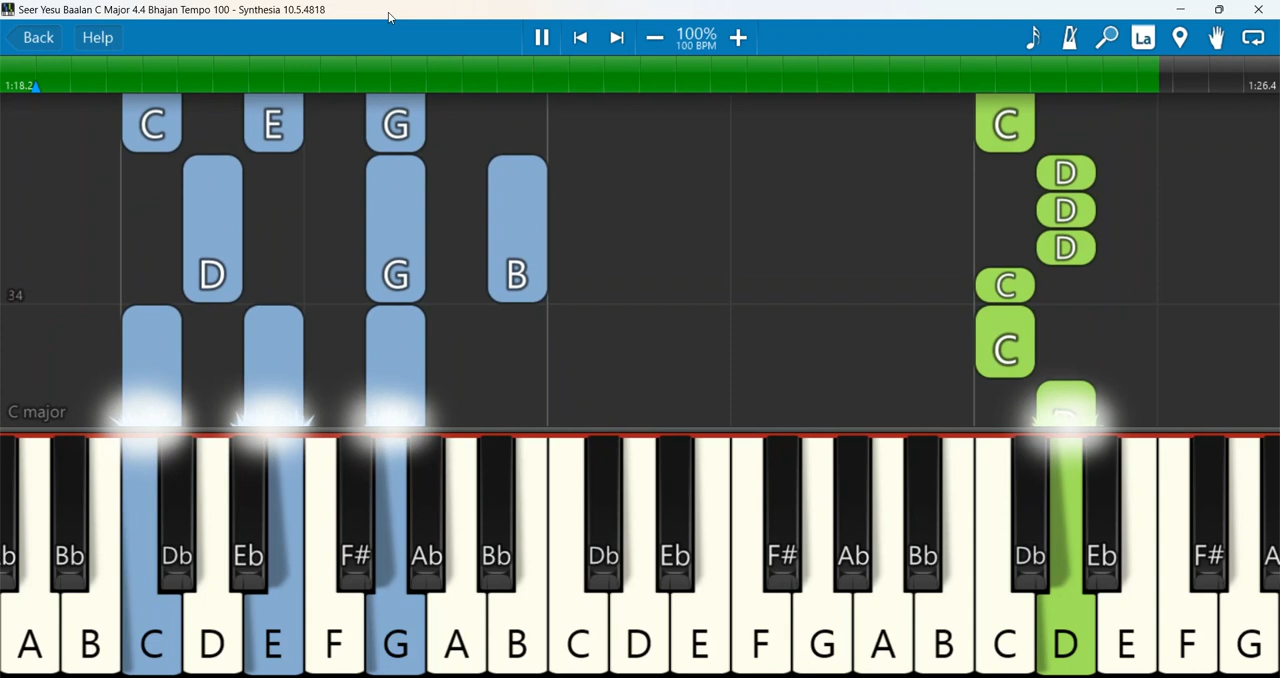 Seer Yesu Baalan C Major 4.4 Bhajan Tempo 100 - Synthesia 10.5.4818
Back Help 100% La
100 BPM
1:18.2 1:26.4
C E G C
D
D
D
D G B
34 C
C
D
C major
b Bb Db Eb F# Ab Bb Db Eb F# Ab Bb Db Eb F# A
A B C D E F G A B C D E F G A B C D E F G